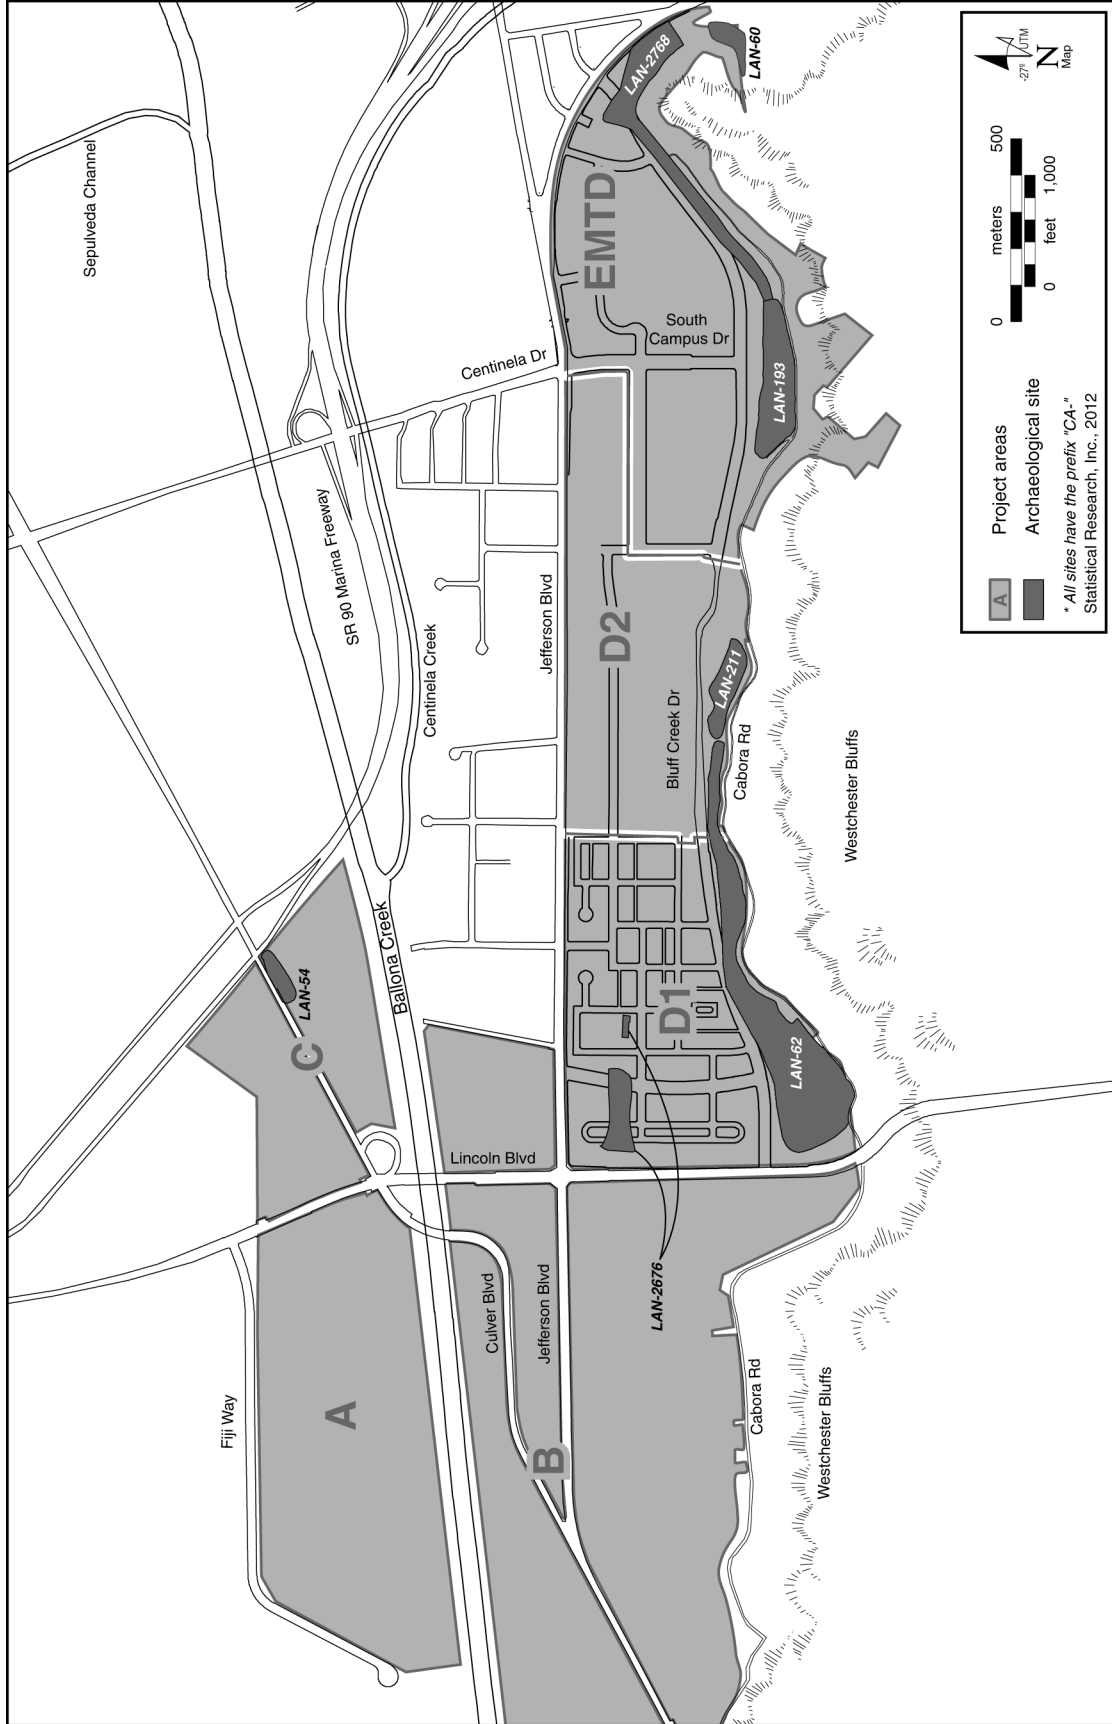 Sepulveda Channel
SR 90 Marina Freeway
Centinela Creek
Centinela Dr
Ballona Creek
LAN-54
C
Lincoln Blvd
Fiji Way
A
Culver Blvd
Jefferson Blvd
B
Jefferson Blvd
LAN-2768
LAN-60
EMTD
South
Campus Dr
LAN-193
D2
LAN-211
Bluff Creek Dr
Cabora Rd
D1
LAN-62
LAN-2676
Cabora Rd
Westchester Bluffs
Westchester Bluffs
A
Project areas
Archaeological site
* All sites have the prefix "CA-"
Statistical Research, Inc., 2012
0
meters
500
0
feet
1,000
-27º
UTM
N
Map